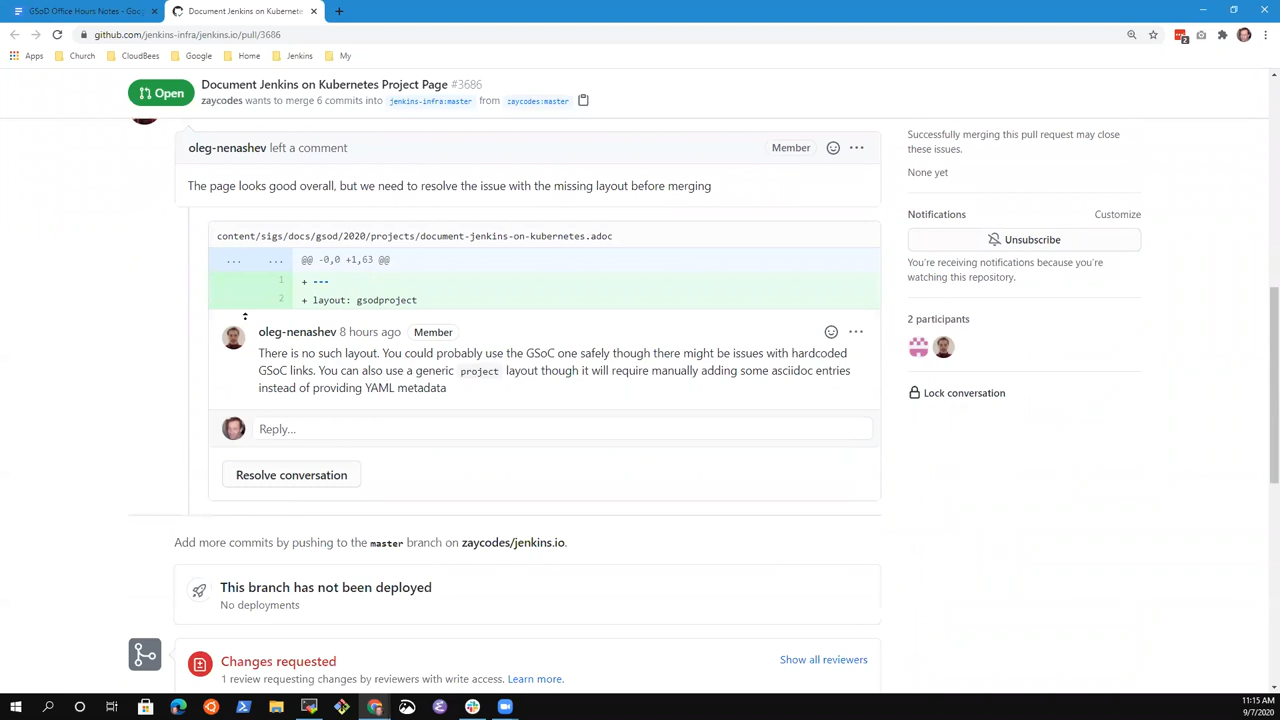 GSoD Office Hours Notes - Goog
Document Jenkins on Kubernete
github.com/jenkins-infra/jenkins.io/pull/3686
2
Apps
Church
CloudBees
Google
Home
Jenkins
My
Open
Document Jenkins on Kubernetes Project Page #3686
zaycodes wants to merge 6 commits into jenkins-infra:master from zaycodes:master
oleg-nenashev left a comment
Member
The page looks good overall, but we need to resolve the issue with the missing layout before merging
content/sigs/docs/gsod/2020/projects/document-jenkins-on-kubernetes.adoc
... ... @@ -0,0 +1,63 @@
1 + ---
2 + layout: gsodproject
oleg-nenashev 8 hours ago Member
There is no such layout. You could probably use the GSoC one safely though there might be issues with hardcoded
GSoC links. You can also use a generic project layout though it will require manually adding some asciidoc entries
instead of providing YAML metadata
Reply...
Resolve conversation
Add more commits by pushing to the master branch on zaycodes/jenkins.io.
This branch has not been deployed
No deployments
Changes requested
Show all reviewers
1 review requesting changes by reviewers with write access. Learn more.
Successfully merging this pull request may close
these issues.
None yet
Notifications
Customize
Unsubscribe
You're receiving notifications because you're
watching this repository.
2 participants
Lock conversation
11:15 AM
9/7/2020